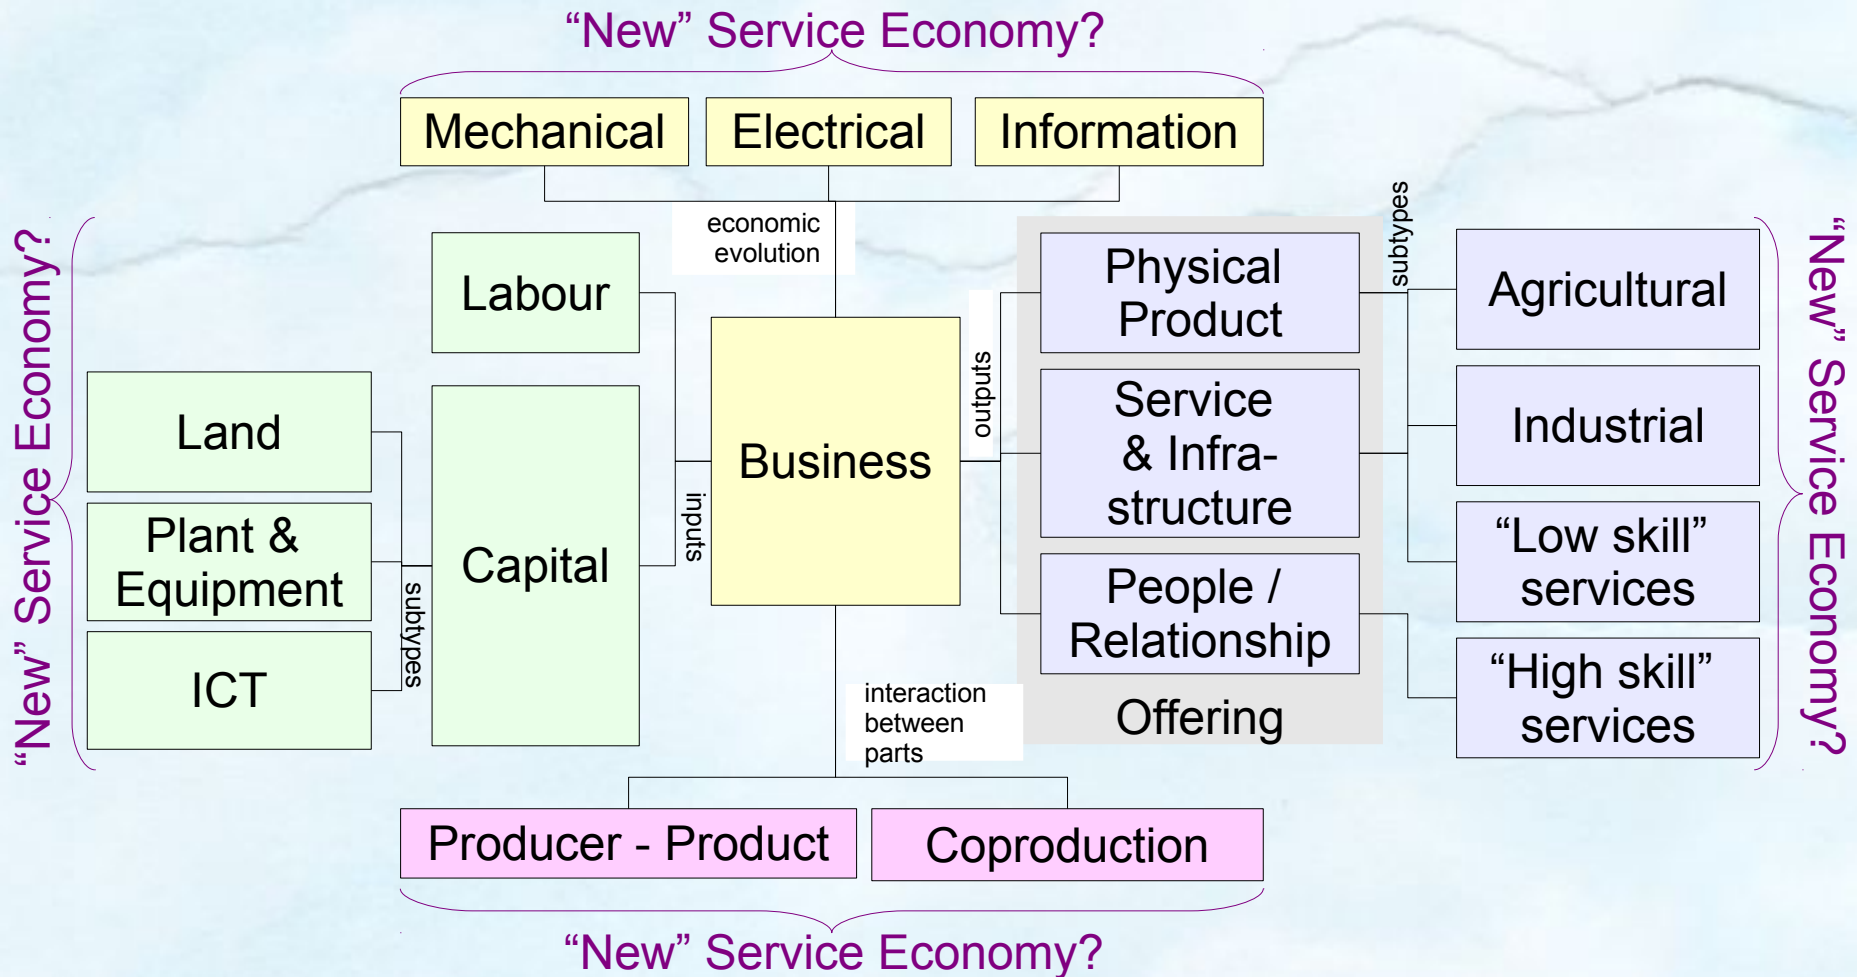 “New” Service Economy?
Mechanical
Electrical
Information
economic
evolution
“New” Service Economy?
Labour
Land
Plant &
Equipment
ICT
subtypes
Capital
inputs
Business
outputs
Physical
Product
Service
& Infra-
structure
People /
Relationship
Offering
subtypes
Agricultural
Industrial
“Low skill”
services
“High skill”
services
“New” Service Economy?
interaction
between
parts
Producer - Product
Coproduction
“New” Service Economy?